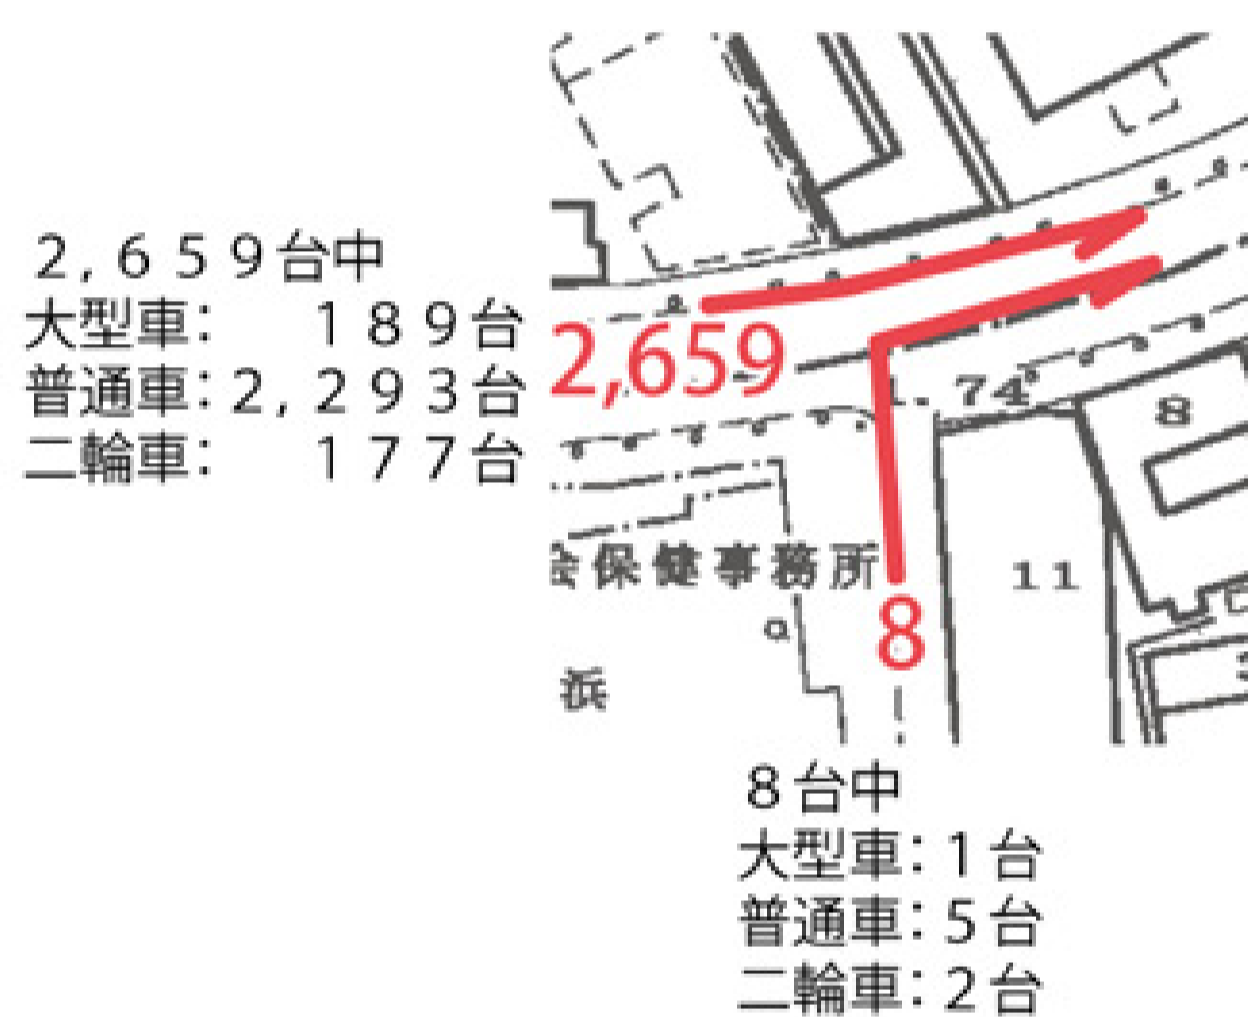 ２,６５９台中
大型車：　１８９台
普通車：２,２９３台
二輪車：　１７７台
2,659
74
8
会保健事務所
11
8
浜
８台中
大型車：１台
普通車：５台
二輪車：２台